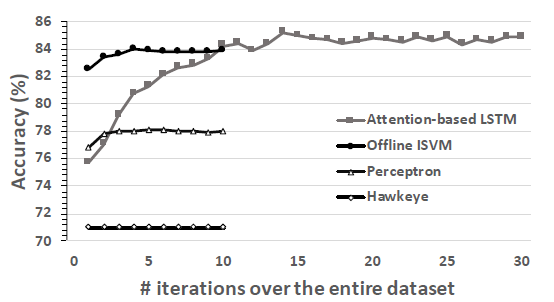 Accuracy (%)
86
84
82
80
78
76
74
72
70
Attention-based LSTM
Offline ISVM
Perceptron
Hawkeye
0 5 10 15 20 25 30
# iterations over the entire dataset